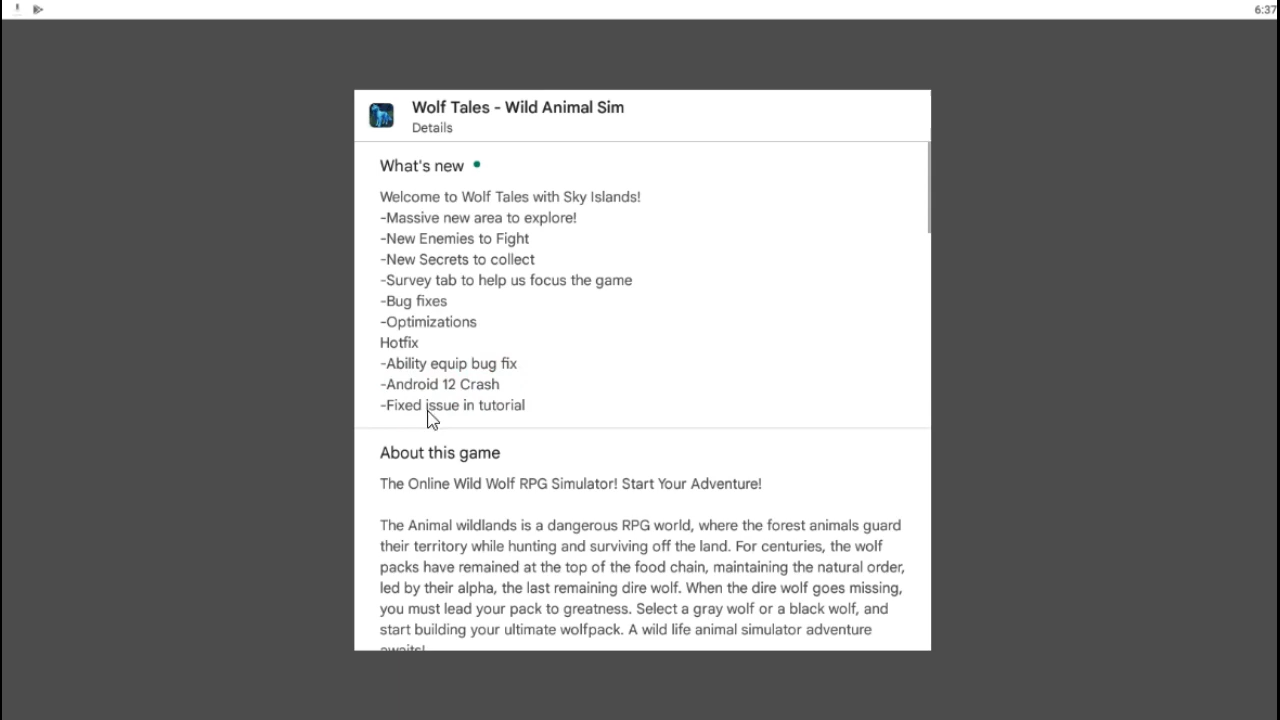 6:37
Wolf Tales - Wild Animal Sim
Details
What's new
Welcome to Wolf Tales with Sky Islands!
-Massive new area to explore!
-New Enemies to Fight
-New Secrets to collect
-Survey tab to help us focus the game
-Bug fixes
-Optimizations
Hotfix
-Ability equip bug fix
-Android 12 Crash
-Fixed issue in tutorial
About this game
The Online Wild Wolf RPG Simulator! Start Your Adventure!
The Animal wildlands is a dangerous RPG world, where the forest animals guard
their territory while hunting and surviving off the land. For centuries, the wolf
packs have remained at the top of the food chain, maintaining the natural order,
led by their alpha, the last remaining dire wolf. When the dire wolf goes missing,
you must lead your pack to greatness. Select a gray wolf or a black wolf, and
start building your ultimate wolfpack. A wild life animal simulator adventure
awaits!